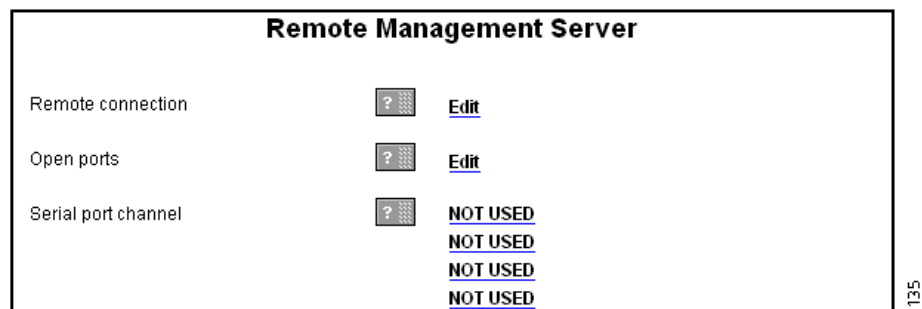 Remote Management Server
Remote connection ? Edit
Open ports ? Edit
Serial port channel ? NOT USED
NOT USED
NOT USED
NOT USED
135